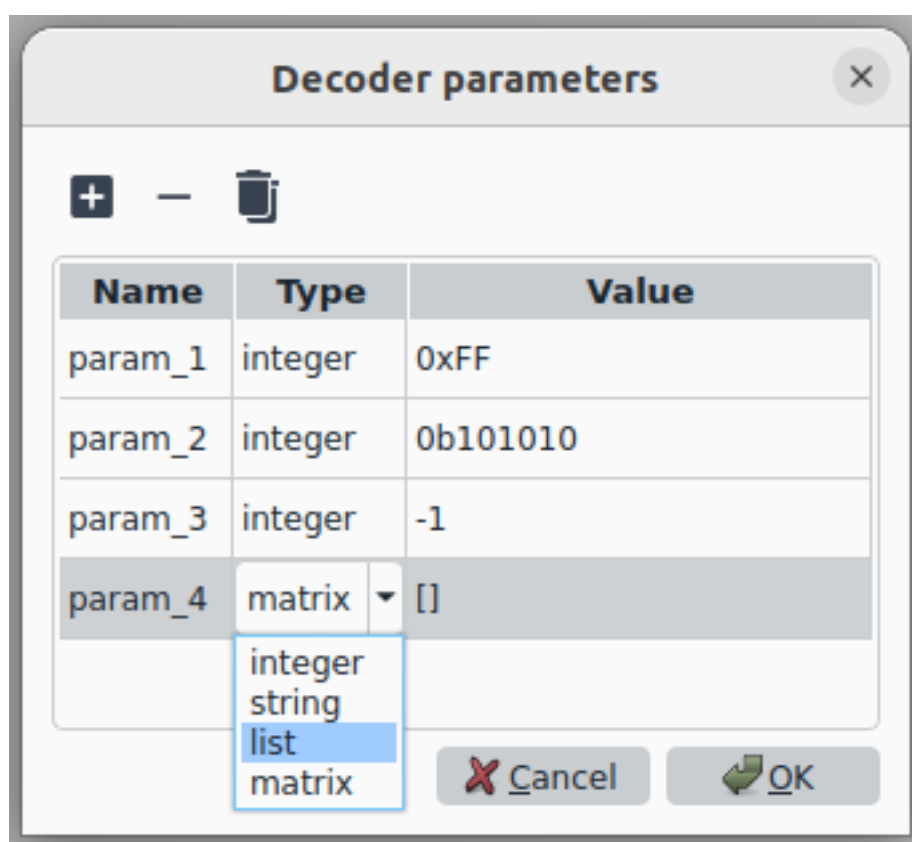 Decoder parameters
Name Type Value
param_1 integer 0xFF
param_2 integer 0b101010
param_3 integer -1
param_4 matrix []
integer
string
list
matrix
Cancel OK